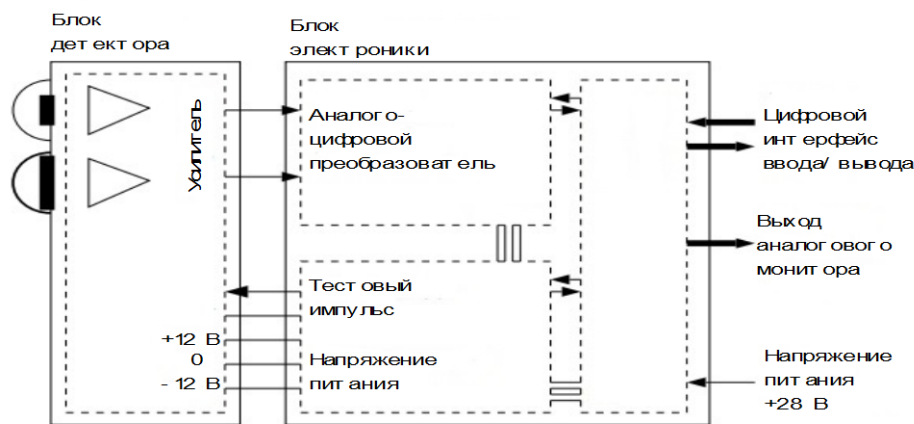 Блок
детектора
Блок
электроники
Усилитель
Аналого-
цифровой
преобразователь
Цифровой
интерфейс
ввода/ вывода
Выход
аналогового
монитора
Тестовый
импульс
+12 В
0
-12 В
Напряжение
питания
Напряжение
питания
+28 В